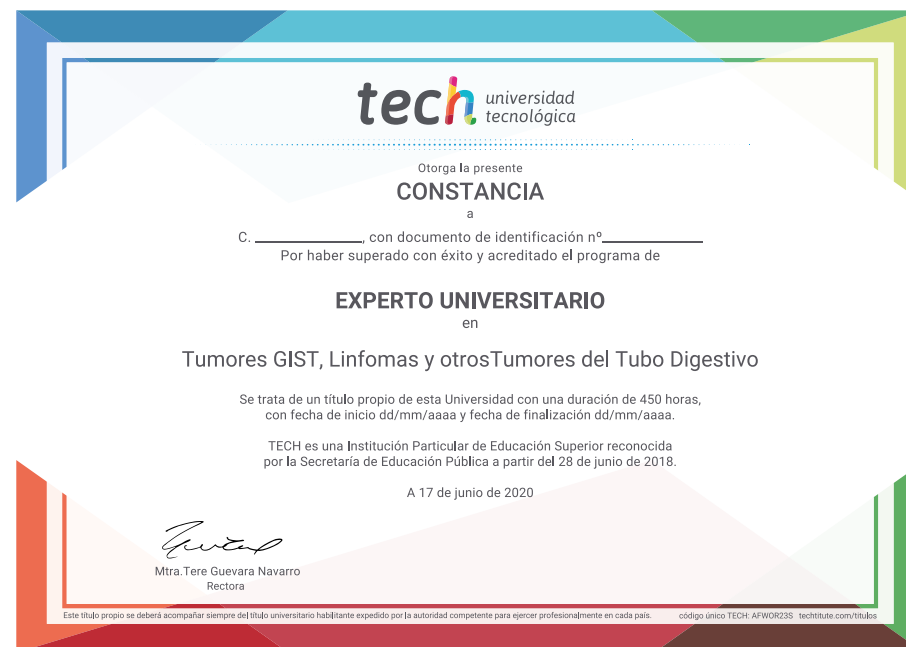 tech universidad
tecnológica
Otorga la presente
CONSTANCIA
a
C. ____________, con documento de identificación nº____________
Por haber superado con éxito y acreditado el programa de
EXPERTO UNIVERSITARIO
en
Tumores GIST, Linfomas y otrosTumores del Tubo Digestivo
Se trata de un título propio de esta Universidad con una duración de 450 horas,
con fecha de inicio dd/mm/aaaa y fecha de finalización dd/mm/aaaa.
TECH es una Institución Particular de Educación Superior reconocida
por la Secretaría de Educación Pública a partir del 28 de junio de 2018.
A 17 de junio de 2020
Mtra.Tere Guevara Navarro
Rectora
Este título propio se deberá acompañar siempre del título universitario habilitante expedido por la autoridad competente para ejercer profesionalmente en cada país. código único TECH: AFWOR23S techtitute.com/titulos